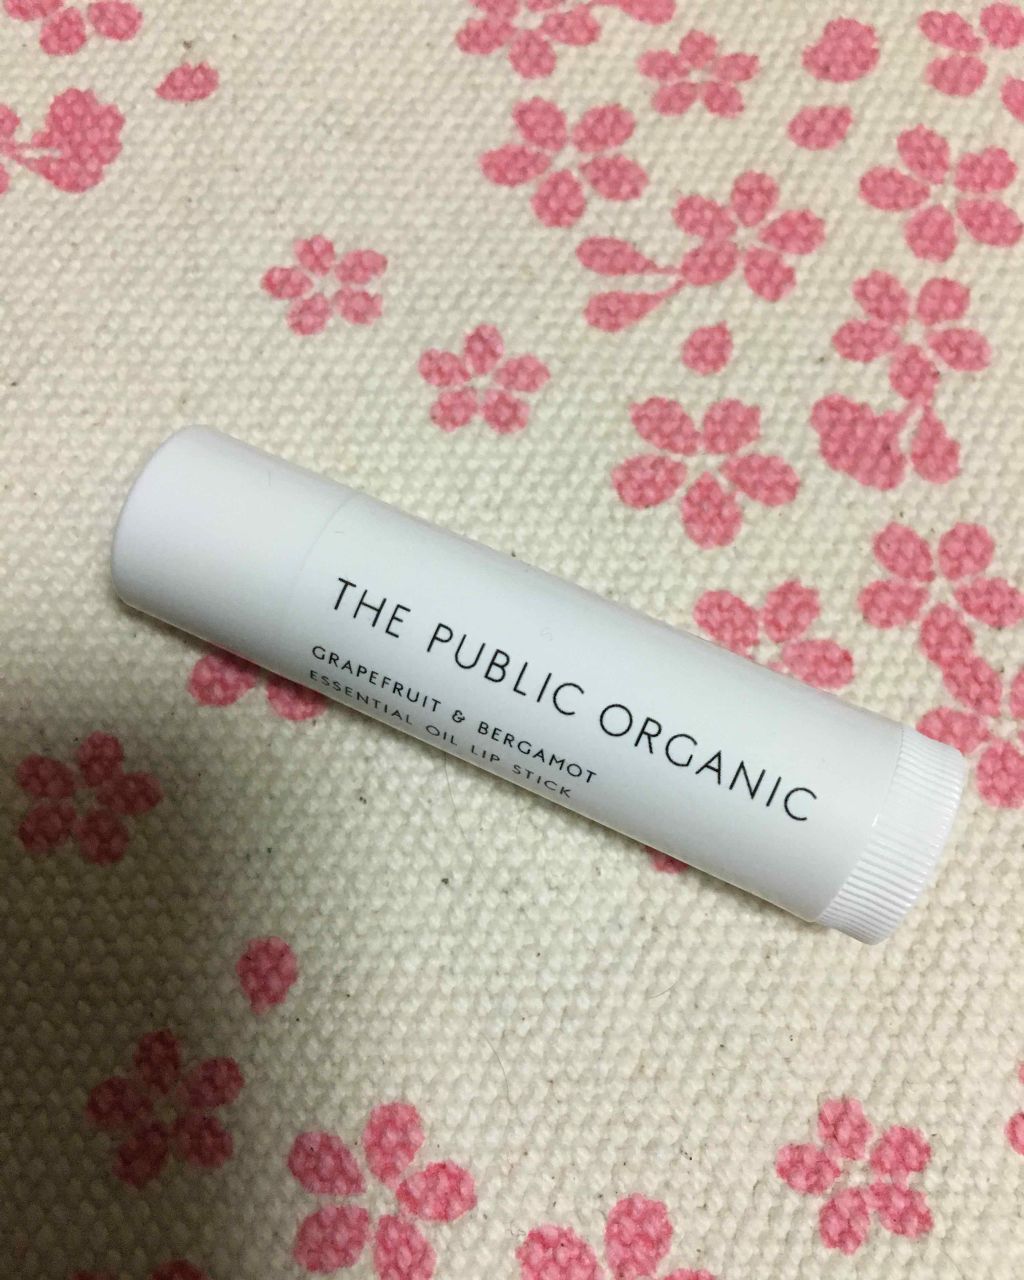 THE PUBLIC ORGANIC
GRAPEFRUIT & BERGAMOT
ESSENTIAL OIL LIP STICK